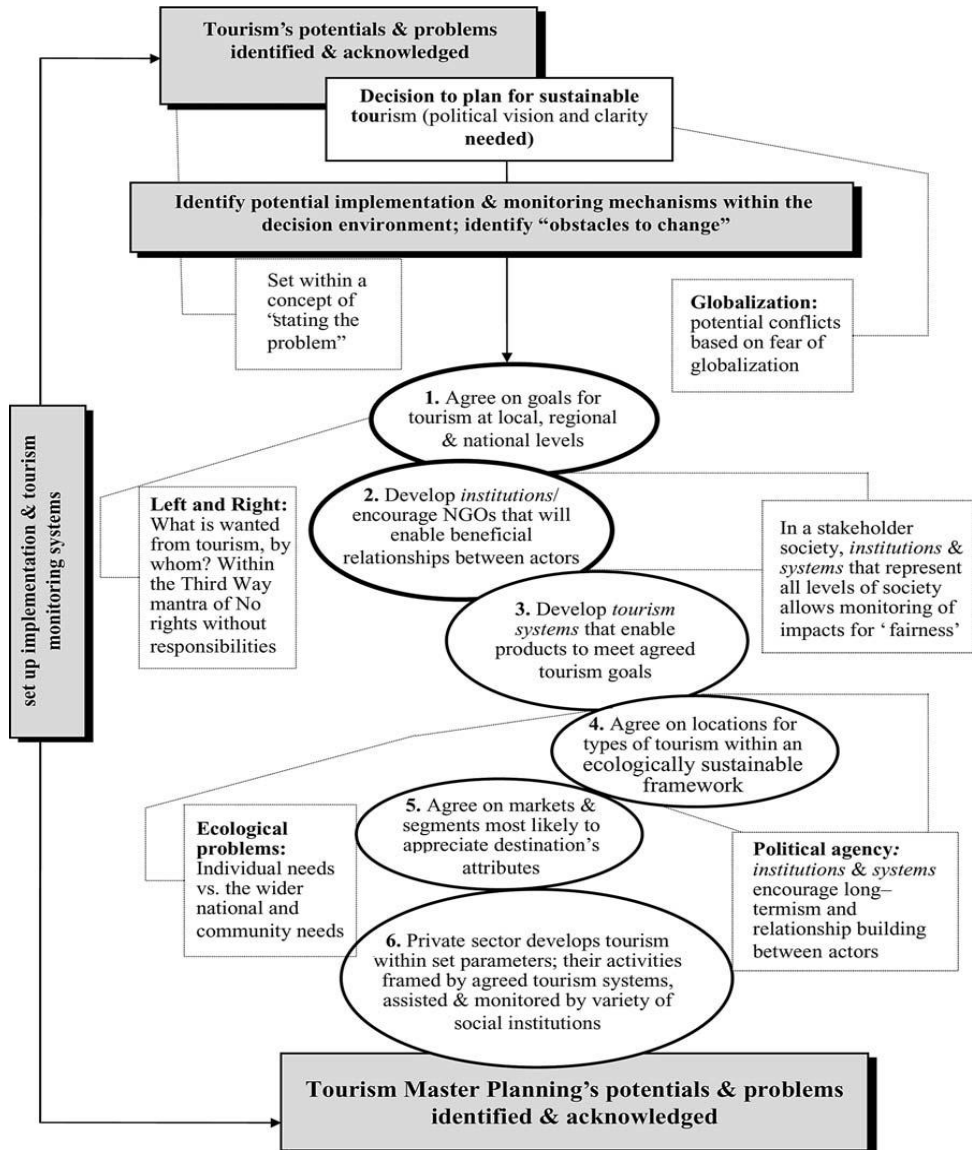 Tourism's potentials & problems
identified & acknowledged
Decision to plan for sustainable
tourism (political vision and clarity
needed)
Identify potential implementation & monitoring mechanisms within the
decision environment; identify “obstacles to change”
Set within a
concept of
“stating the
problem”
Globalization:
potential conflicts
based on fear of
globalization
1. Agree on goals for
tourism at local, regional
& national levels
set up implementation & tourism
monitoring systems
Left and Right:
What is wanted
from tourism, by
whom? Within
the Third Way
mantra of No
rights without
responsibilities
2. Develop institutions/
encourage NGOs that will
enable beneficial
relationships between actors
In a stakeholder
society, institutions &
systems that represent
all levels of society
allows monitoring of
impacts for ‘ fairness’
3. Develop tourism
systems that enable
products to meet agreed
tourism goals
4. Agree on locations for
types of tourism within an
ecologically sustainable
framework
5. Agree on markets &
segments most likely to
appreciate destination's
attributes
Ecological
problems:
Individual needs
vs. the wider
national and
community needs
Political agency:
institutions & systems
encourage long–
termism and
relationship building
between actors
6. Private sector develops tourism
within set parameters; their activities
framed by agreed tourism systems,
assisted & monitored by variety of
social institutions
Tourism Master Planning's potentials & problems
identified & acknowledged